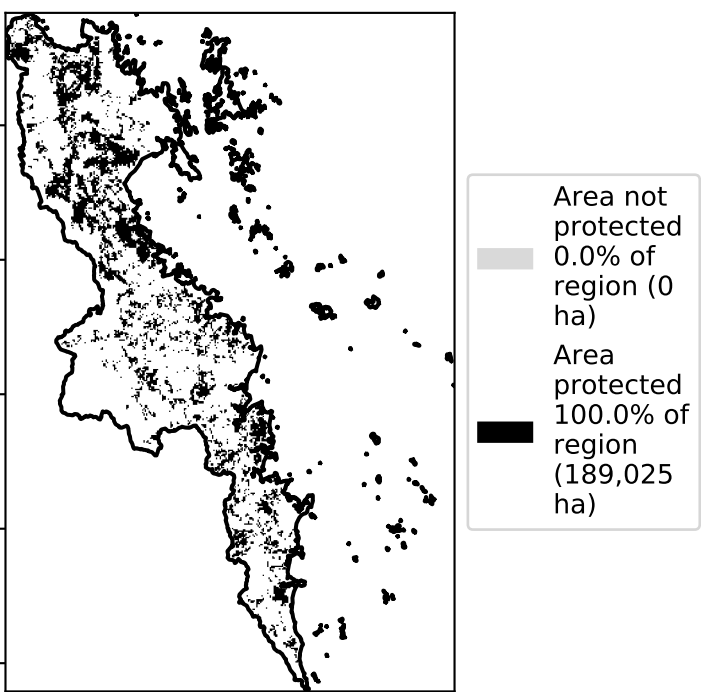 Area not
protected
0.0% of
region (0
ha)
Area
protected
100.0% of
region
(189,025
ha)